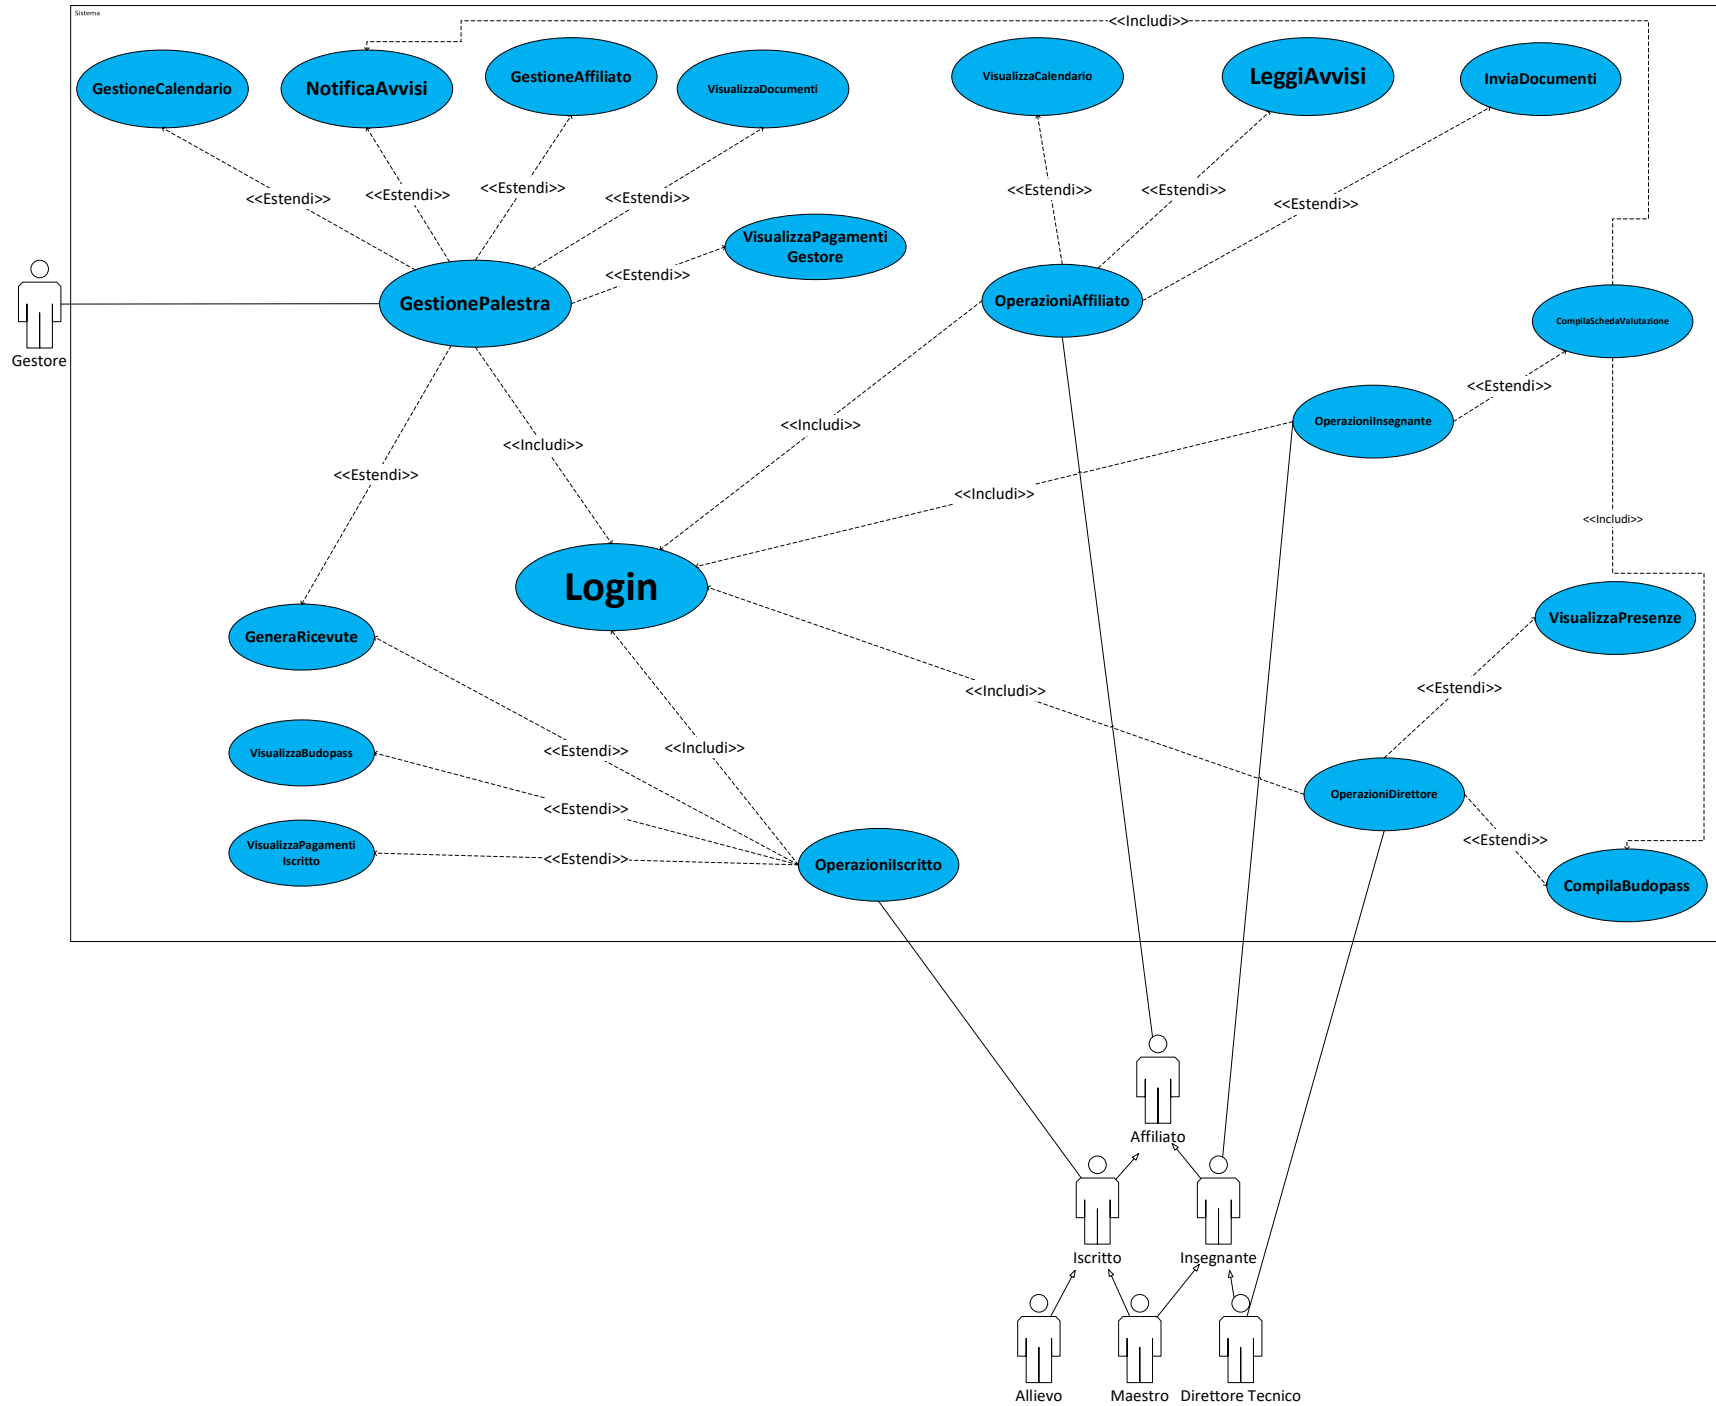 Sistema
<<Includi>>
GestioneCalendario
NotificaAvvisi
GestioneAffiliato
VisualizzaDocumenti
VisualizzaCalendario
LeggiAvvisi
InviaDocumenti
<<Estendi>>
<<Estendi>>
<<Estendi>>
<<Estendi>>
<<Estendi>>
<<Estendi>>
<<Estendi>>
VisualizzaPagamenti
Gestore
<<Estendi>>
GestionePalestra
OperazioniAffiliato
CompilaSchedaValutazione
Gestore
<<Estendi>>
OperazioniInsegnante
<<Includi>>
<<Includi>>
<<Estendi>>
<<Includi>>
<<Includi>>
Login
GeneraRicevute
VisualizzaPresenze
<<Includi>>
<<Estendi>>
VisualizzaBudopass
<<Estendi>>
<<Includi>>
OperazioniDirettore
<<Estendi>>
VisualizzaPagamenti
Iscritto
<<Estendi>>
OperazioniIscritto
<<Estendi>>
CompilaBudopass
Affiliato
Iscritto
Insegnante
Allievo
Maestro
Direttore Tecnico